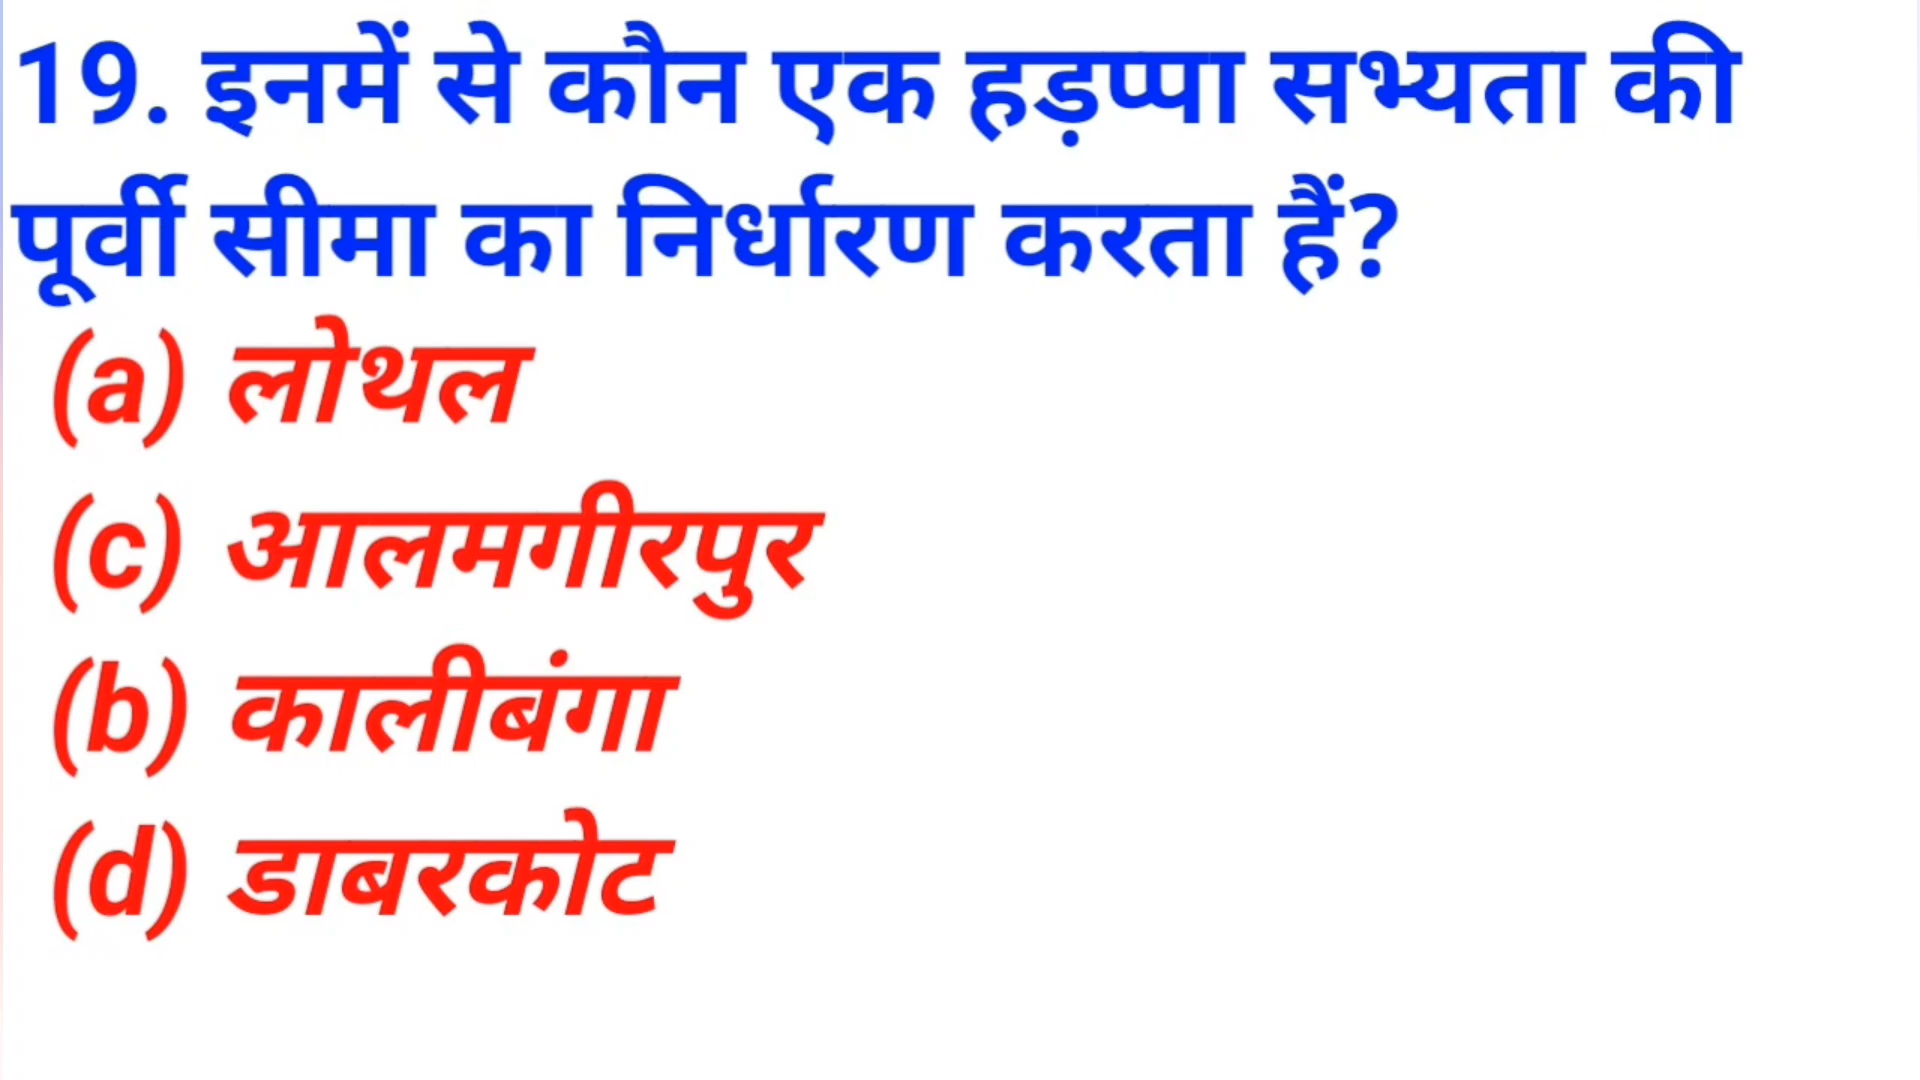 19. इनमें से कौन एक हड़प्पा सभ्यता की
पूर्वी सीमा का निर्धारण करता हैं?
(a) लोथल
(c) आलमगीरपुर
(b) कालीबंगा
(d) डाबरकोट